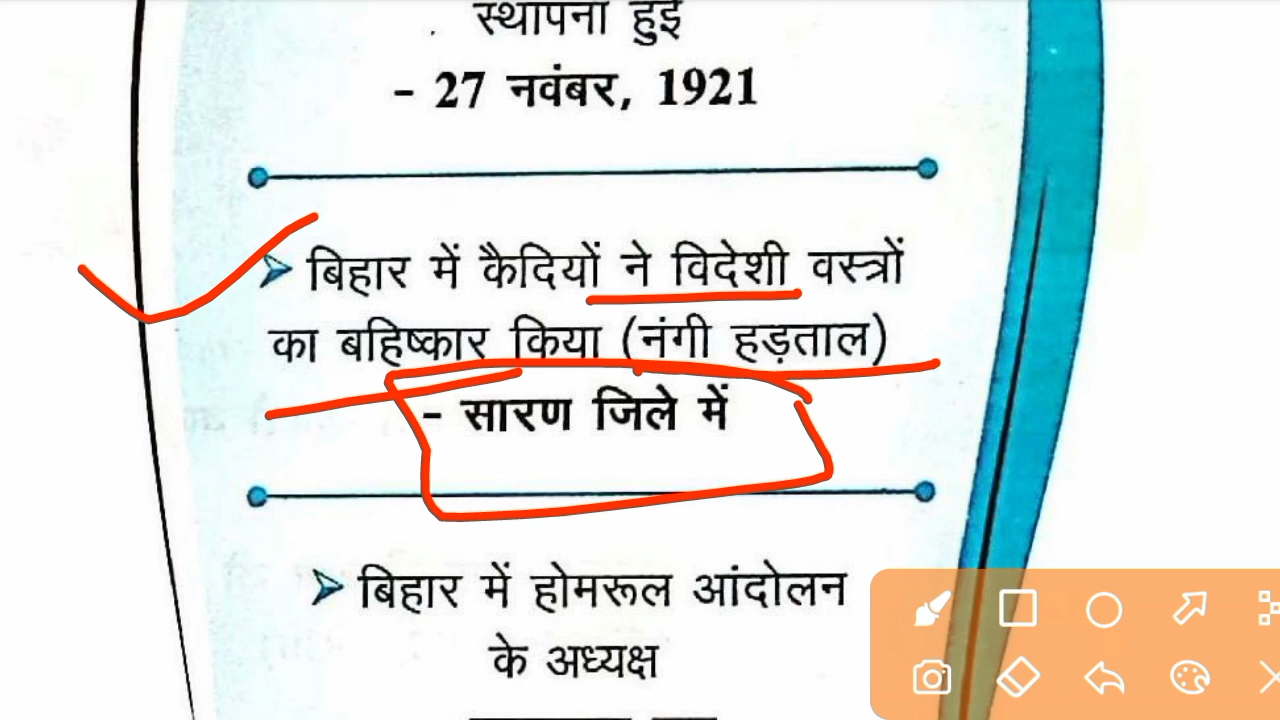 स्थापना हुई
- 27 नवंबर, 1921
➢ बिहार में कैदियों ने विदेशी वस्त्रों
का बहिष्कार किया (नंगी हड़ताल)
- सारण जिले में
➢ बिहार में होमरूल आंदोलन
के अध्यक्ष